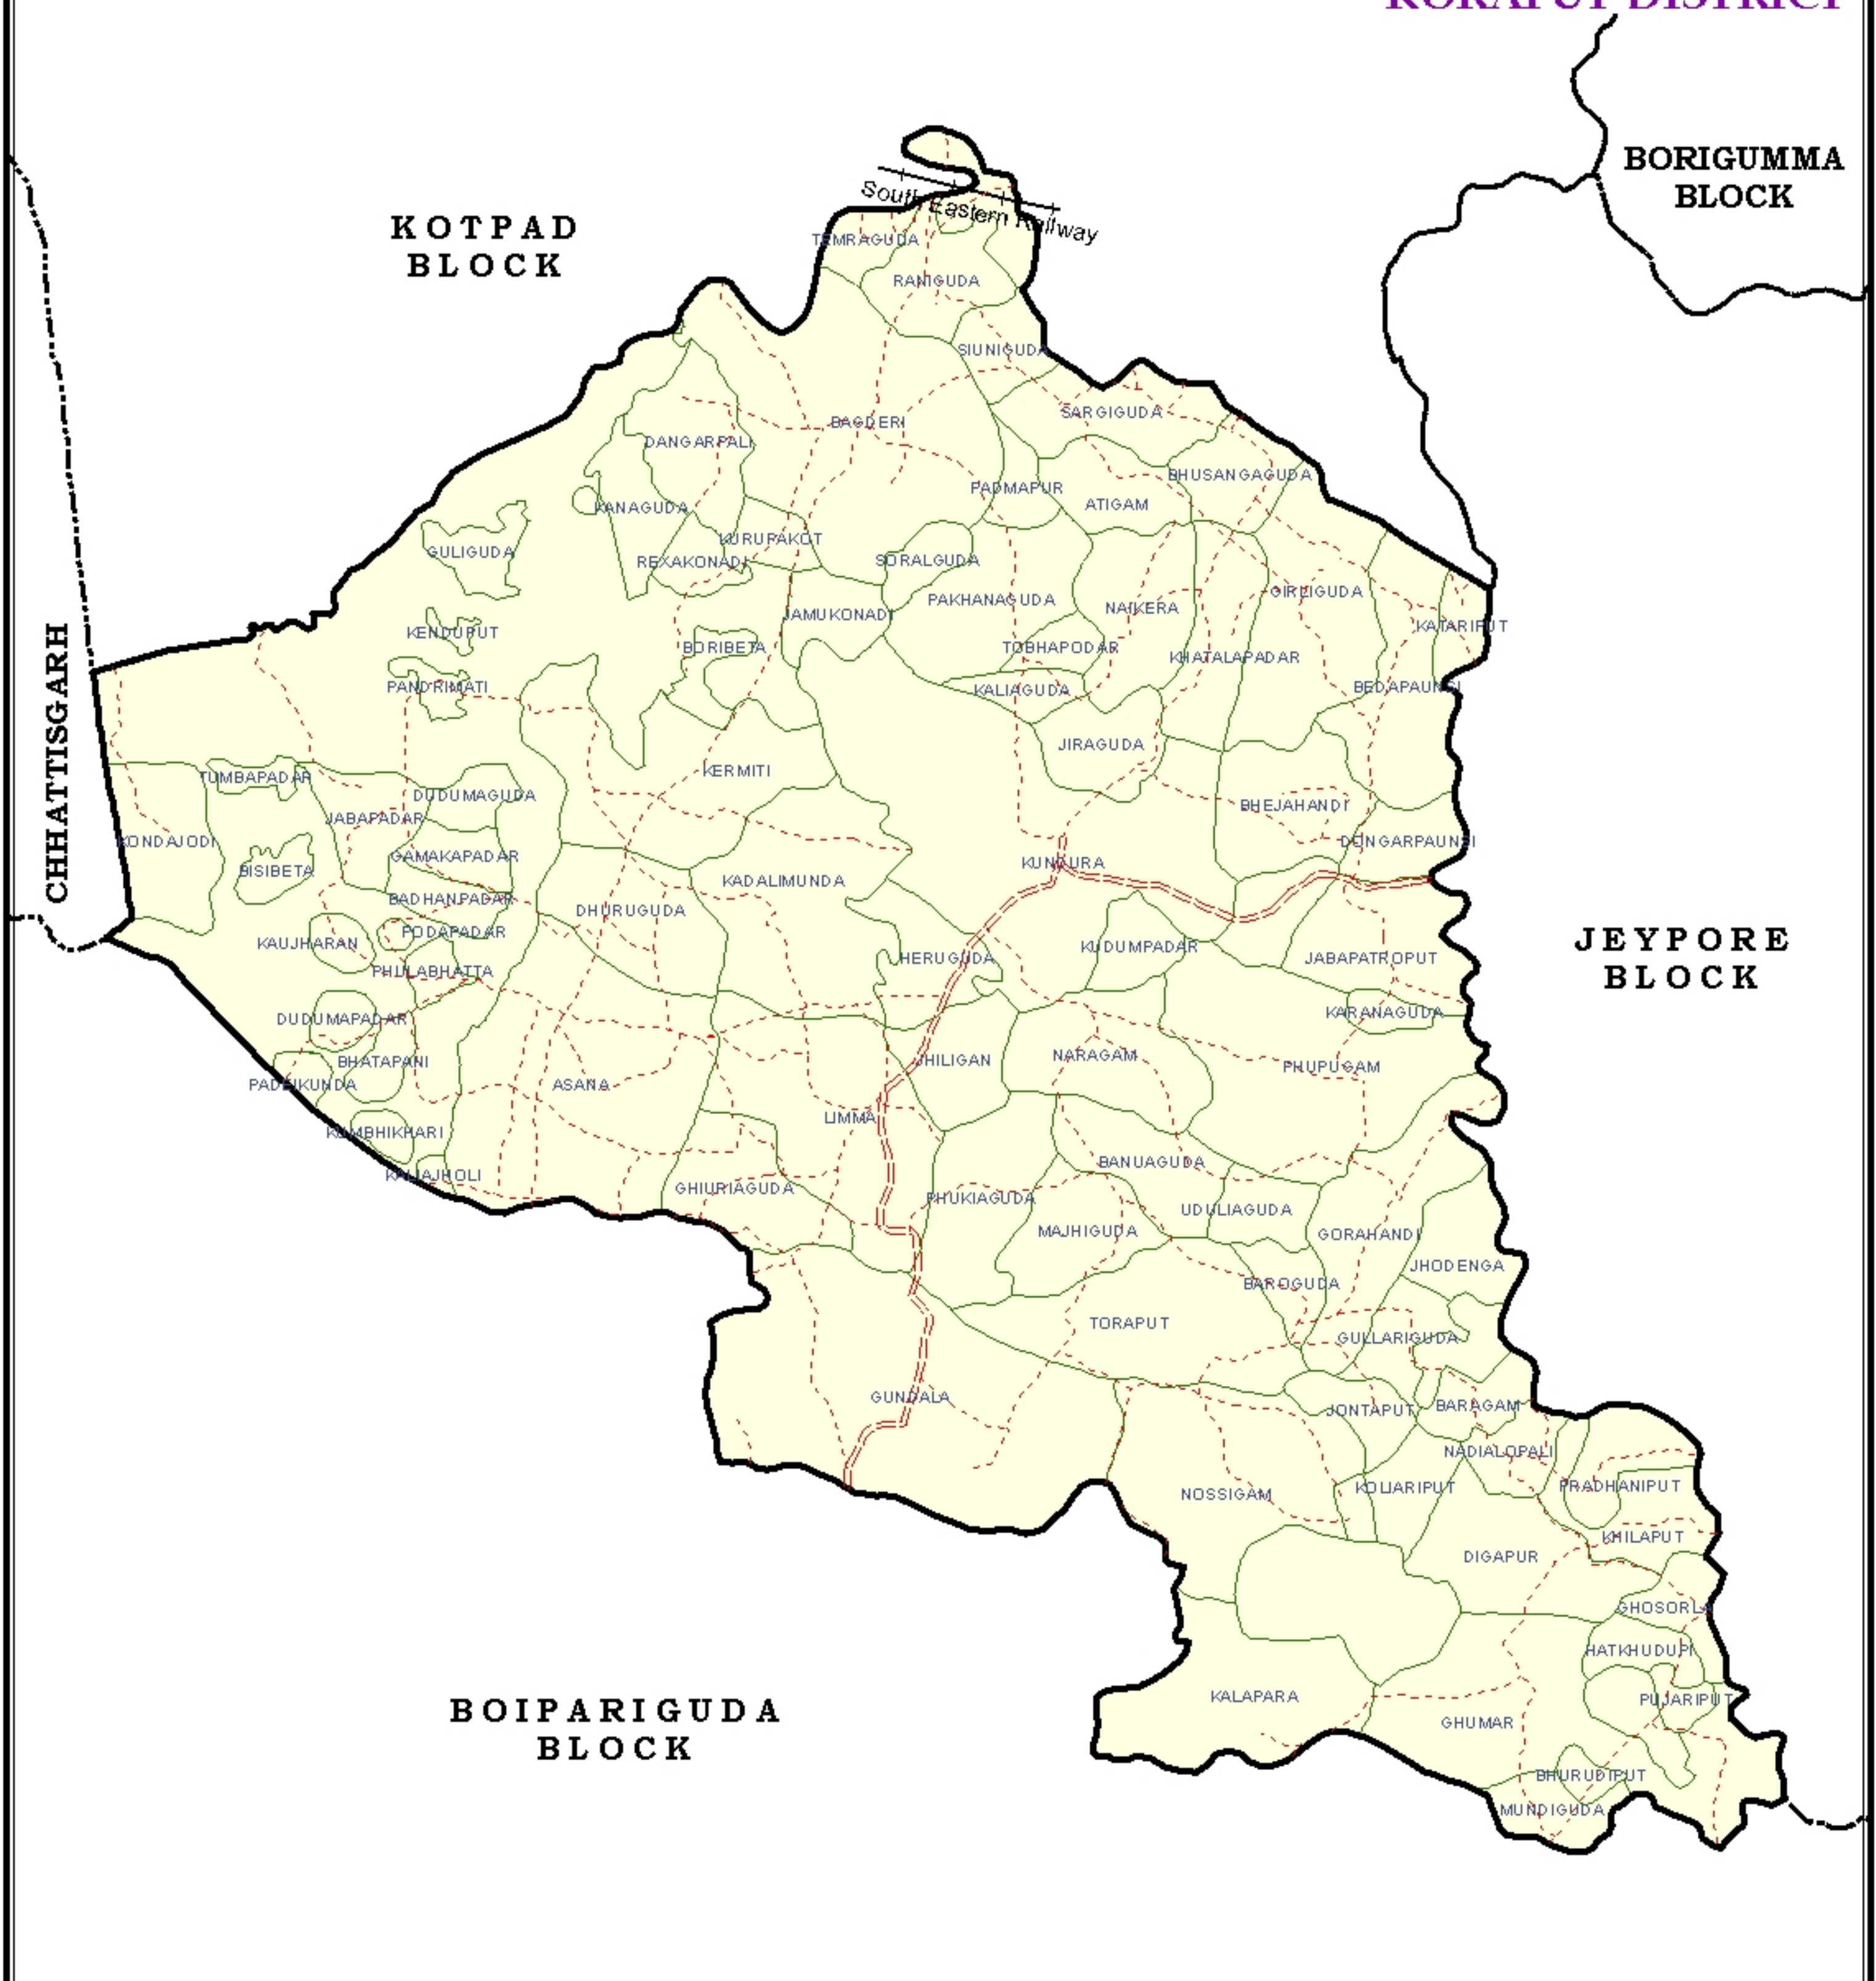 KORAPUT DISTRICT
BORIGUMMA
BLOCK
KOTPAD
BLOCK
South Eastern Railway
TEMRAGUDA
RANIGUDA
SIUNIGUDA
SARGIGUDA
BAGDERI
DANGARPALI
BHUSANGAGUDA
PADMAPUR
ATIGAM
KANAGUDA
KURUPAKOT
GULIGUDA
REXAKONADI
SORALGUDA
GIRLIGUDA
PAKHANAGUDA
NAIKERA
JAMUKONADI
KATARIPUT
KENDUPUT
BORIBETA
TOBHAPODAR
KHATALAPADAR
PANDRIMATI
KALIAGUDA
BEDAPAUNSI
CHHATTISGARH
JIRAGUDA
KERMITI
TUMBAPADAR
DUDUMAGUDA
BHEJAHANDI
JABAPADAR
KONDAJODI
DONGARPAUNSI
GAMAKAPADAR
KUNDURA
BISIBETA
KADALIMUNDA
BADHANPADAR
DHURUGUDA
PODAPADAR
KAUJHARAN
KUDUMPADAR
JEYPORE
BLOCK
HERUGUDA
JABAPATROPUT
PHULABHATTA
KARANAGUDA
DUDUMAPADAR
NARAGAM
BHATAPANI
JHILIGAN
PHUPUGAM
PADEIKUNDA
ASANA
LIMMA
KUMBHIKHARI
BANUAGUDA
KALIAJHOLI
GHIURIAGUDA
PHUKIAGUDA
UDULIAGUDA
MAJHIGUDA
GORAHANDI
JHODENGA
BAROGUDA
TORAPUT
GULLARIGUDA
GUNDALA
BARAGAM
JONTAPUT
NADIALOPALI
PRADHANIPUT
KOLIARIPUT
NOSSIGAM
KHILAPUT
DIGAPUR
GHOSORLA
HATKHUDUPI
KALAPARA
PUJARIPUT
BOIPARIGUDA
BLOCK
GHUMAR
BHURUDIPUT
MUNDIGUDA